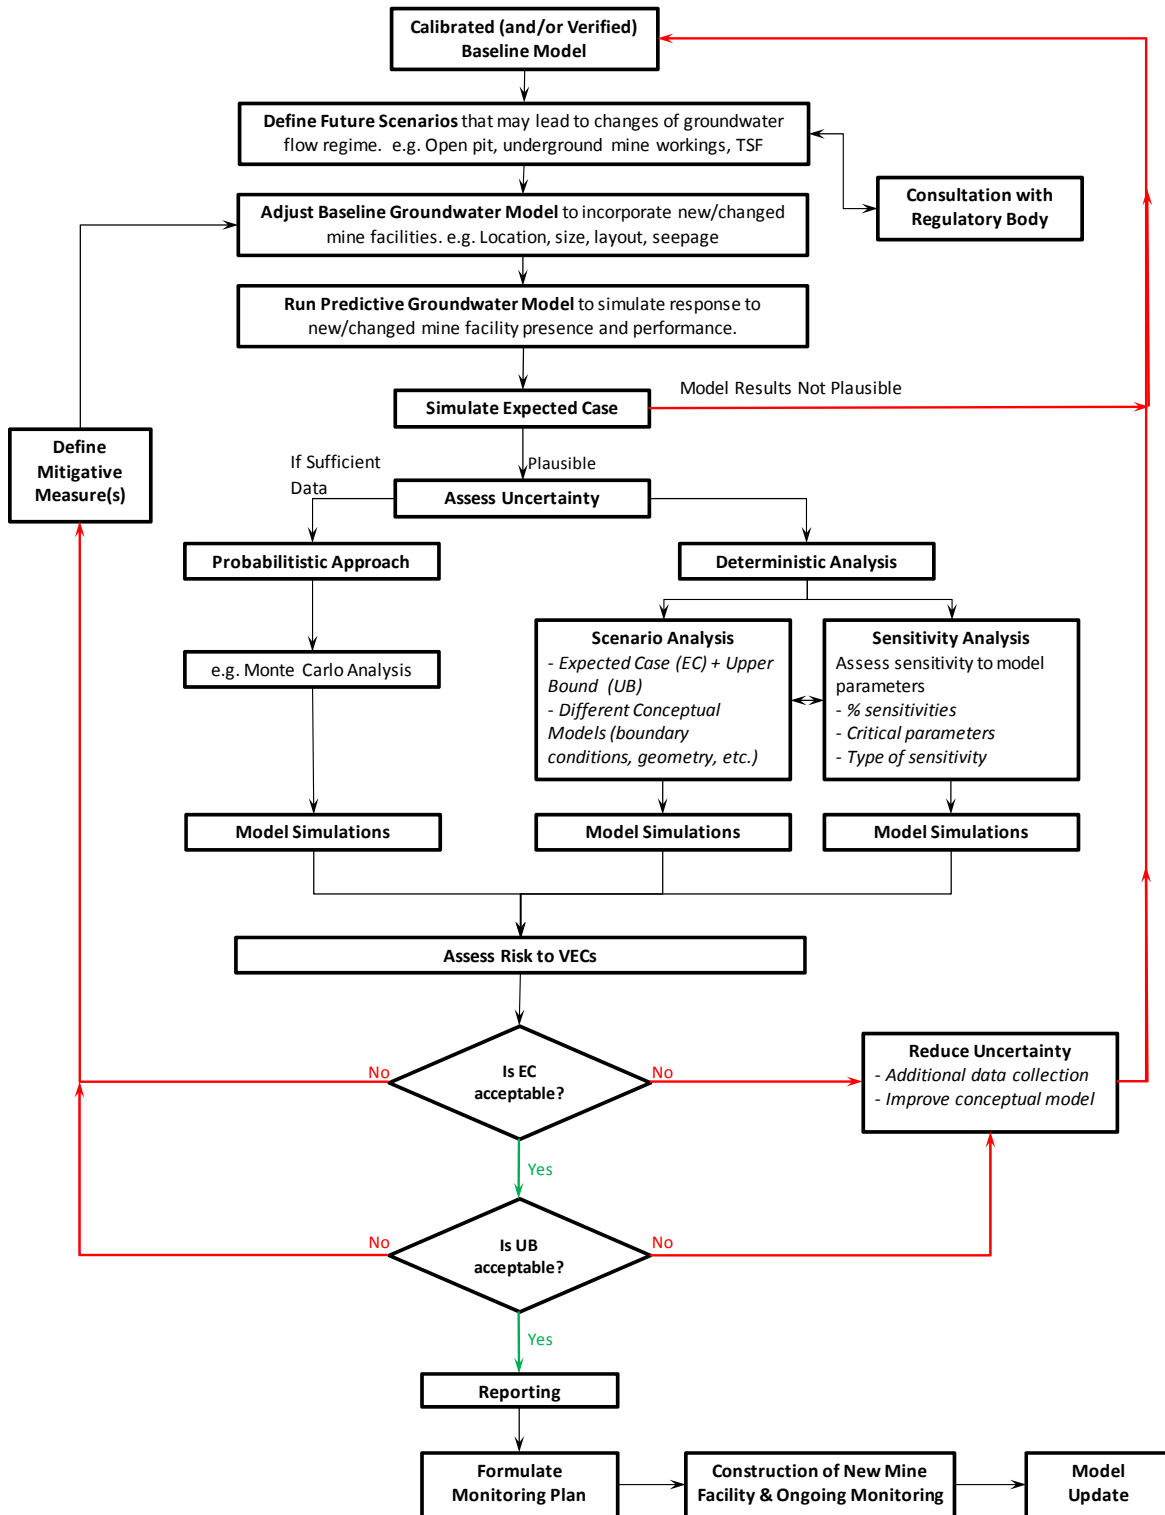 Calibrated (and/or Verified)
Baseline Model
Define Future Scenarios that may lead to changes of groundwater
flow regime. e.g. Open pit, underground mine workings, TSF
Consultation with
Regulatory Body
Adjust Baseline Groundwater Model to incorporate new/changed
mine facilities. e.g. Location, size, layout, seepage
Run Predictive Groundwater Model to simulate response to
new/changed mine facility presence and performance.
Model Results Not Plausible
Simulate Expected Case
Define
Mitigative
Measure(s)
If Sufficient
Data
Plausible
Assess Uncertainty
Probabilitistic Approach
Deterministic Analysis
e.g. Monte Carlo Analysis
Scenario Analysis
- Expected Case (EC) + Upper
Bound (UB)
- Different Conceptual
Models (boundary
conditions, geometry, etc.)
Sensitivity Analysis
Assess sensitivity to model
parameters
- % sensitivities
- Critical parameters
- Type of sensitivity
Model Simulations
Model Simulations
Model Simulations
Assess Risk to VECs
No
Is EC
acceptable?
No
Reduce Uncertainty
- Additional data collection
- Improve conceptual model
Yes
No
Is UB
acceptable?
No
Yes
Reporting
Formulate
Monitoring Plan
Construction of New Mine
Facility & Ongoing Monitoring
Model
Update